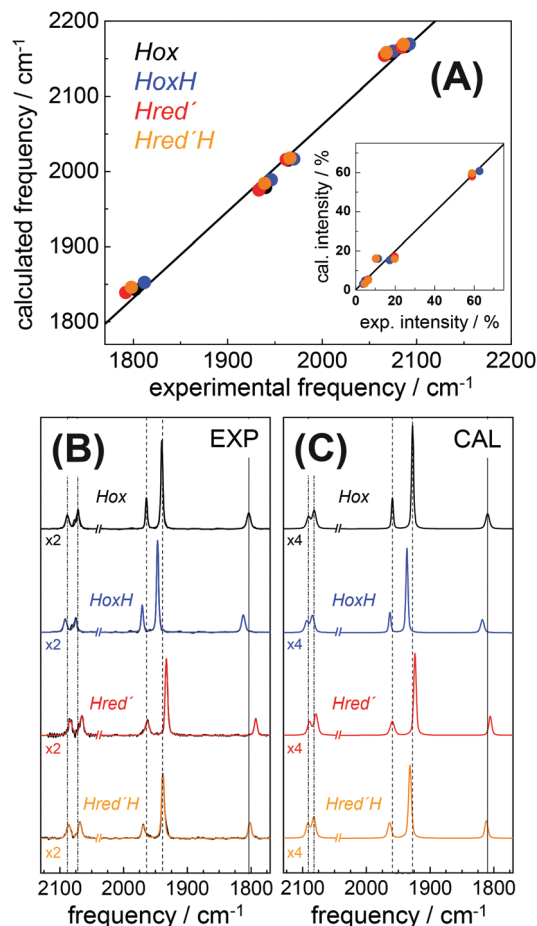 2200
2100
2000
1900
1800
calculated frequency / cm-1
Hox
HoxH
Hred´
Hred´H
(A)
60
40
20
0
cal. intensity / %
0 20 40 60
exp. intensity / %
1800 1900 2000 2100 2200
experimental frequency / cm-1
(B) EXP
Hox
x2
HoxH
x2
Hred´
x2
Hred´H
x2
2100 2000 1900 1800
frequency / cm-1
(C) CAL
Hox
x4
HoxH
x4
Hred´
x4
Hred´H
x4
2100 2000 1900 1800
frequency / cm-1